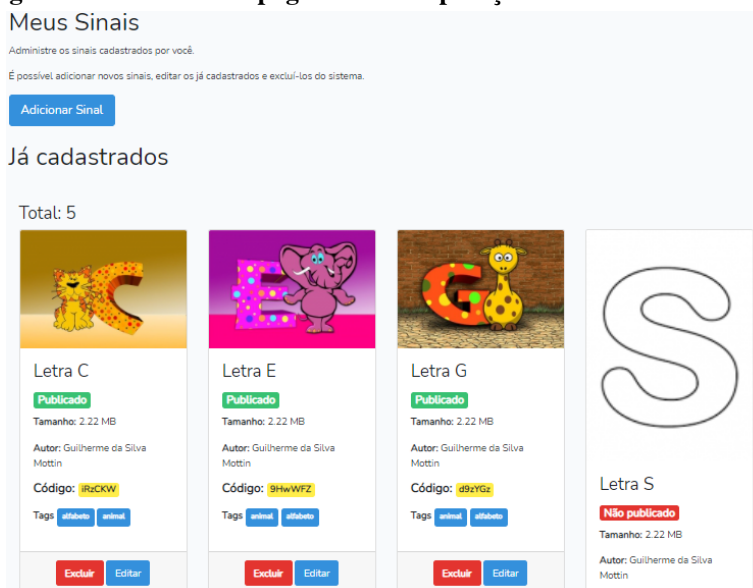 Meus Sinais
Administre os sinais cadastrados por você.
É possível adicionar novos sinais, editar os já cadastrados e excluí-los do sistema.
Adicionar Sinal
Já cadastrados
Total: 5
C
Letra C
Publicado
Tamanho: 2.22 MB
Autor: Guilherme da Silva
Mottin
Código: iRzCKW
Tags alfabeto animal
Excluir Editar
E
Letra E
Publicado
Tamanho: 2.22 MB
Autor: Guilherme da Silva
Mottin
Código: 9HwWFZ
Tags animal alfabeto
Excluir Editar
G
Letra G
Publicado
Tamanho: 2.22 MB
Autor: Guilherme da Silva
Mottin
Código: d9zYGz
Tags animal alfabeto
Excluir Editar
S
Letra S
Não publicado
Tamanho: 2.22 MB
Autor: Guilherme da Silva
Mottin